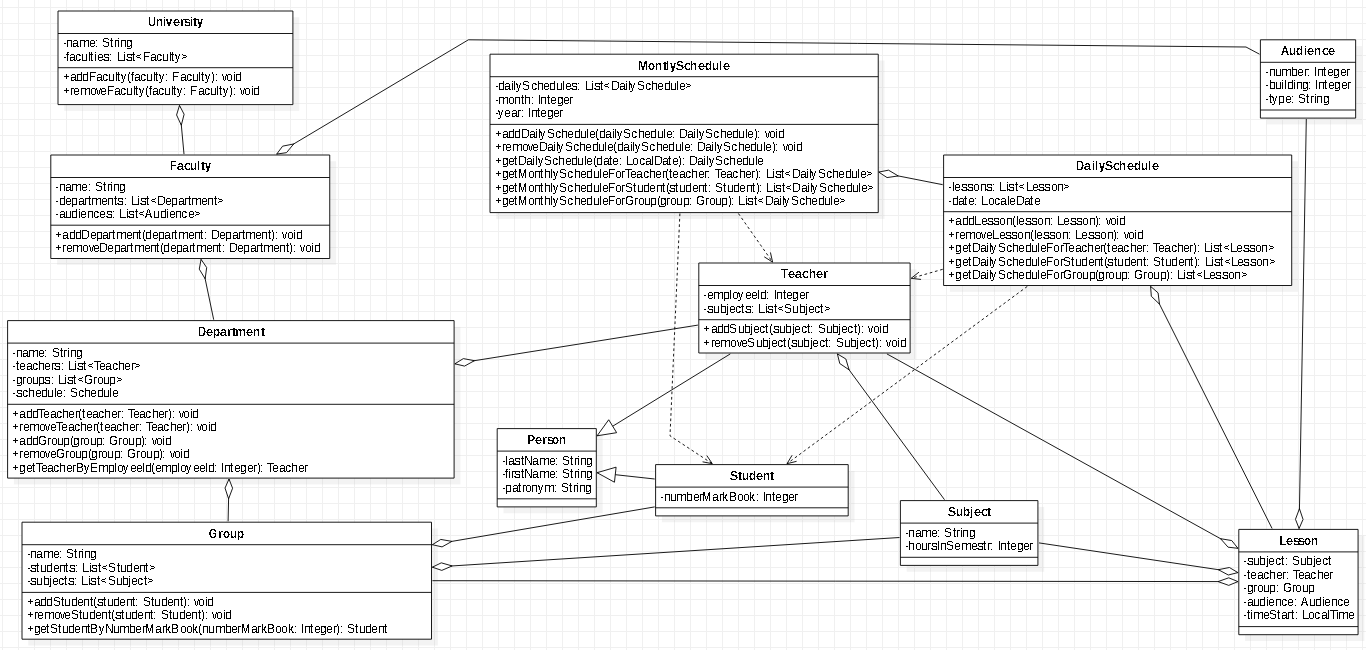 University
-name: String
-faculties: List<Faculty>
+addFaculty(faculty: Faculty): void
+removeFaculty(faculty: Faculty): void
MontlySchedule
-dailySchedules: List<DailySchedule>
-month: Integer
-year: Integer
+addDailySchedule(dailySchedule: DailySchedule): void
+removeDailySchedule(dailySchedule: DailySchedule): void
+getDailySchedule(date: LocalDate): DailySchedule
+getMonthlyScheduleForTeacher(teacher: Teacher): List<DailySchedule>
+getMonthlyScheduleForStudent(student: Student): List<DailySchedule>
+getMonthlyScheduleForGroup(group: Group): List<DailySchedule>
Audience
-number: Integer
-building: Integer
-type: String
Faculty
-name: String
-departments: List<Department>
-audiences: List<Audience>
+addDepartment(department: Department): void
+removeDepartment(department: Department): void
DailySchedule
-lessons: List<Lesson>
-date: LocaleDate
+addLesson(lesson: Lesson): void
+removeLesson(lesson: Lesson): void
+getDailyScheduleForTeacher(teacher: Teacher): List<Lesson>
+getDailyScheduleForStudent(student: Student): List<Lesson>
+getDailyScheduleForGroup(group: Group): List<Lesson>
Teacher
-employeeId: Integer
-subjects: List<Subject>
+addSubject(subject: Subject): void
+removeSubject(subject: Subject): void
Department
-name: String
-teachers: List<Teacher>
-groups: List<Group>
-schedule: Schedule
+addTeacher(teacher: Teacher): void
+removeTeacher(teacher: Teacher): void
+addGroup(group: Group): void
+removeGroup(group: Group): void
+getTeacherByEmployeeId(employeeId: Integer): Teacher
Person
-lastName: String
-firstName: String
-patronym: String
Student
-numberMarkBook: Integer
Subject
-name: String
-hoursInSemestr: Integer
Group
-name: String
-students: List<Student>
-subjects: List<Subject>
+addStudent(student: Student): void
+removeStudent(student: Student): void
+getStudentByNumberMarkBook(numberMarkBook: Integer): Student
Lesson
-subject: Subject
-teacher: Teacher
-group: Group
-audience: Audience
-timeStart: LocalTime